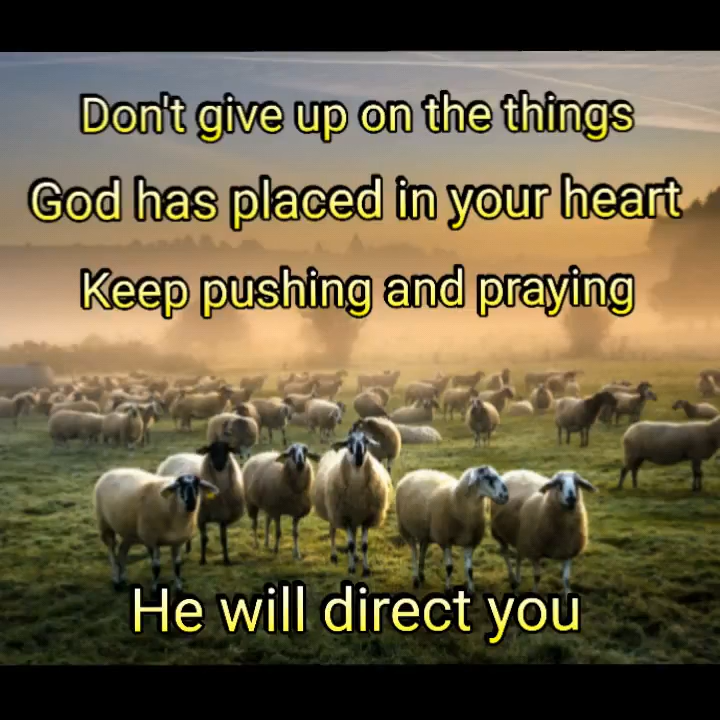 Don't give up on the things
God has placed in your heart
Keep pushing and praying
He will direct you